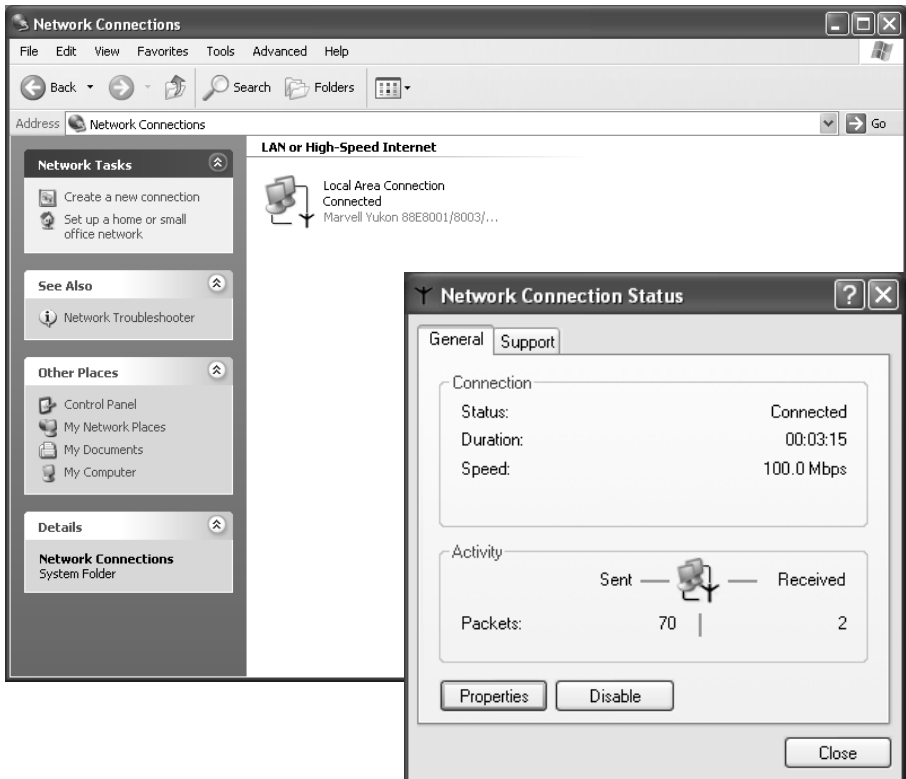 Network Connections
File Edit View Favorites Tools Advanced Help
Back Search Folders
Address Network Connections Go
Network Tasks
Create a new connection
Set up a home or small
office network
See Also
Network Troubleshooter
Other Places
Control Panel
My Network Places
My Documents
My Computer
Details
Network Connections
System Folder
LAN or High-Speed Internet
Local Area Connection
Connected
Marvell Yukon 88E8001/8003/...
Network Connection Status
General Support
Connection
Status: Connected
Duration: 00:03:15
Speed: 100.0 Mbps
Activity
Sent Received
Packets: 70 2
Properties Disable
Close